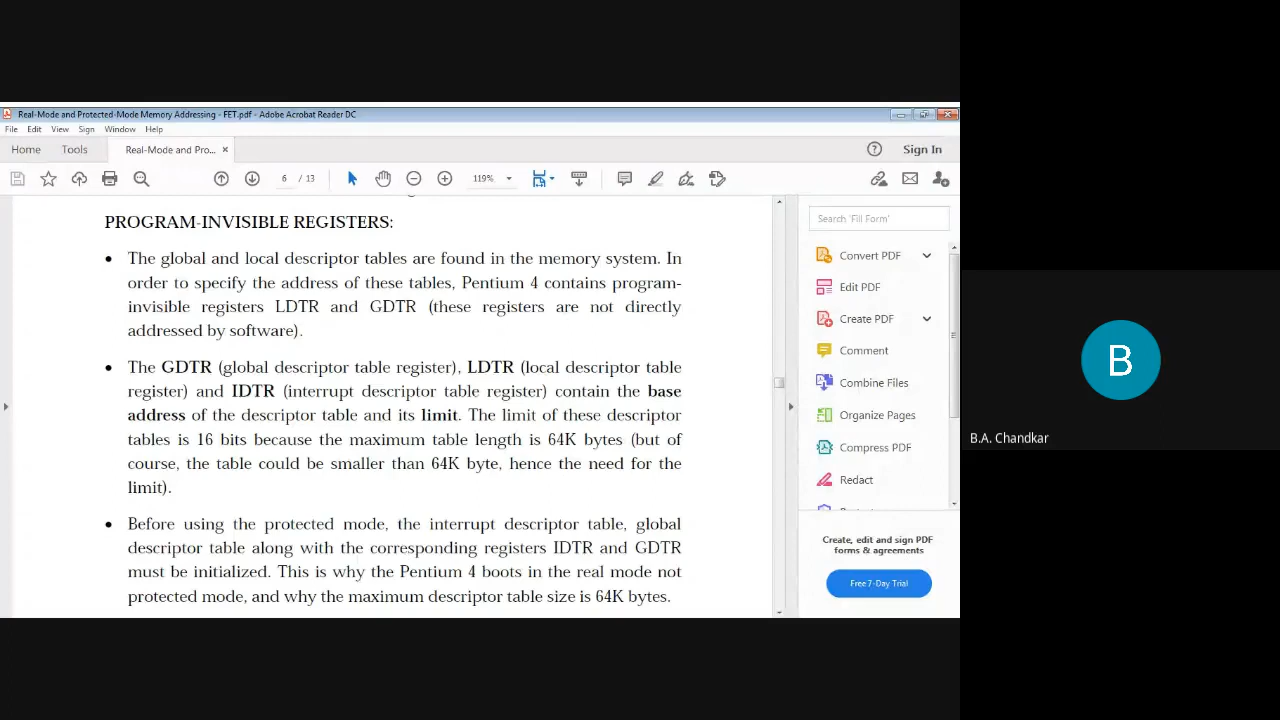 Real-Mode and Protected-Mode Memory Addressing - FET.pdf - Adobe Acrobat Reader DC
File Edit View Sign Window Help
Home Tools Real-Mode and Pro... × Sign In
6 / 13 119%
PROGRAM-INVISIBLE REGISTERS:
• The global and local descriptor tables are found in the memory system. In
order to specify the address of these tables, Pentium 4 contains program-
invisible registers LDTR and GDTR (these registers are not directly
addressed by software).
• The GDTR (global descriptor table register), LDTR (local descriptor table
register) and IDTR (interrupt descriptor table register) contain the base
address of the descriptor table and its limit. The limit of these descriptor
tables is 16 bits because the maximum table length is 64K bytes (but of
course, the table could be smaller than 64K byte, hence the need for the
limit).
• Before using the protected mode, the interrupt descriptor table, global
descriptor table along with the corresponding registers IDTR and GDTR
must be initialized. This is why the Pentium 4 boots in the real mode not
protected mode, and why the maximum descriptor table size is 64K bytes.
Search 'Fill Form'
Convert PDF
Edit PDF
Create PDF
Comment
Combine Files
Organize Pages
Compress PDF
Redact
Create, edit and sign PDF
forms & agreements
Free 7-Day Trial
B
B.A. Chandkar